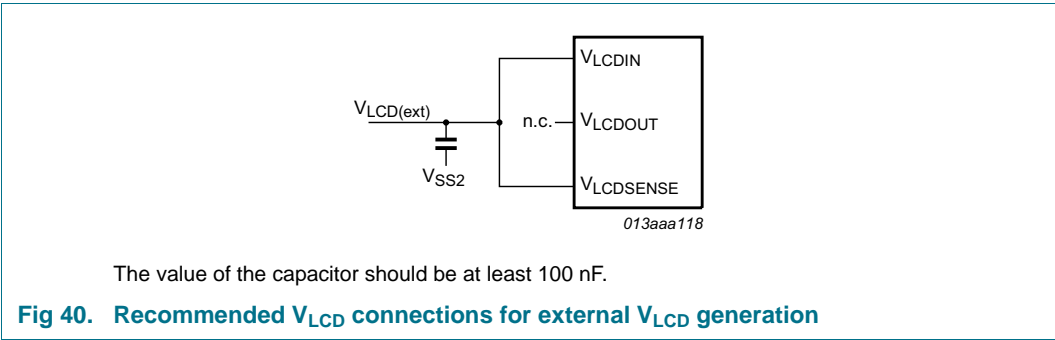 VLCDIN
VLCD(ext)
n.c.
VLCDOUT
VSS2
VLCDSENSE
013aaa118
The value of the capacitor should be at least 100 nF.
Fig 40. Recommended VLCD connections for external VLCD generation